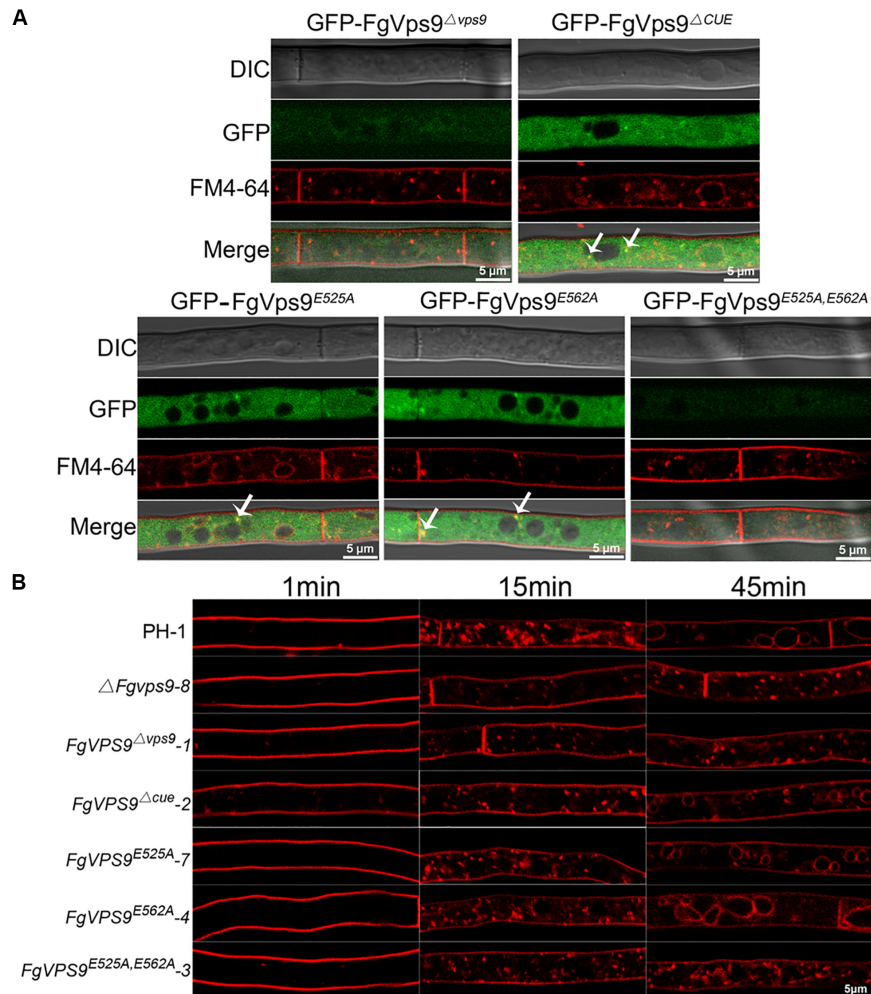 A
GFP-FgVps9△vps9 GFP-FgVps9△CUE
DIC
GFP
FM4-64
Merge
5 μm 5 μm
GFP-FgVps9E525A GFP-FgVps9E562A GFP-FgVps9E525A,E562A
DIC
GFP
FM4-64
Merge
5 μm 5 μm 5 μm
B
1min 15min 45min
PH-1
△Fgvps9-8
FgVPS9△vps9-1
FgVPS9△cue-2
FgVPS9E525A-7
FgVPS9E562A-4
FgVPS9E525A,E562A-3
5μm